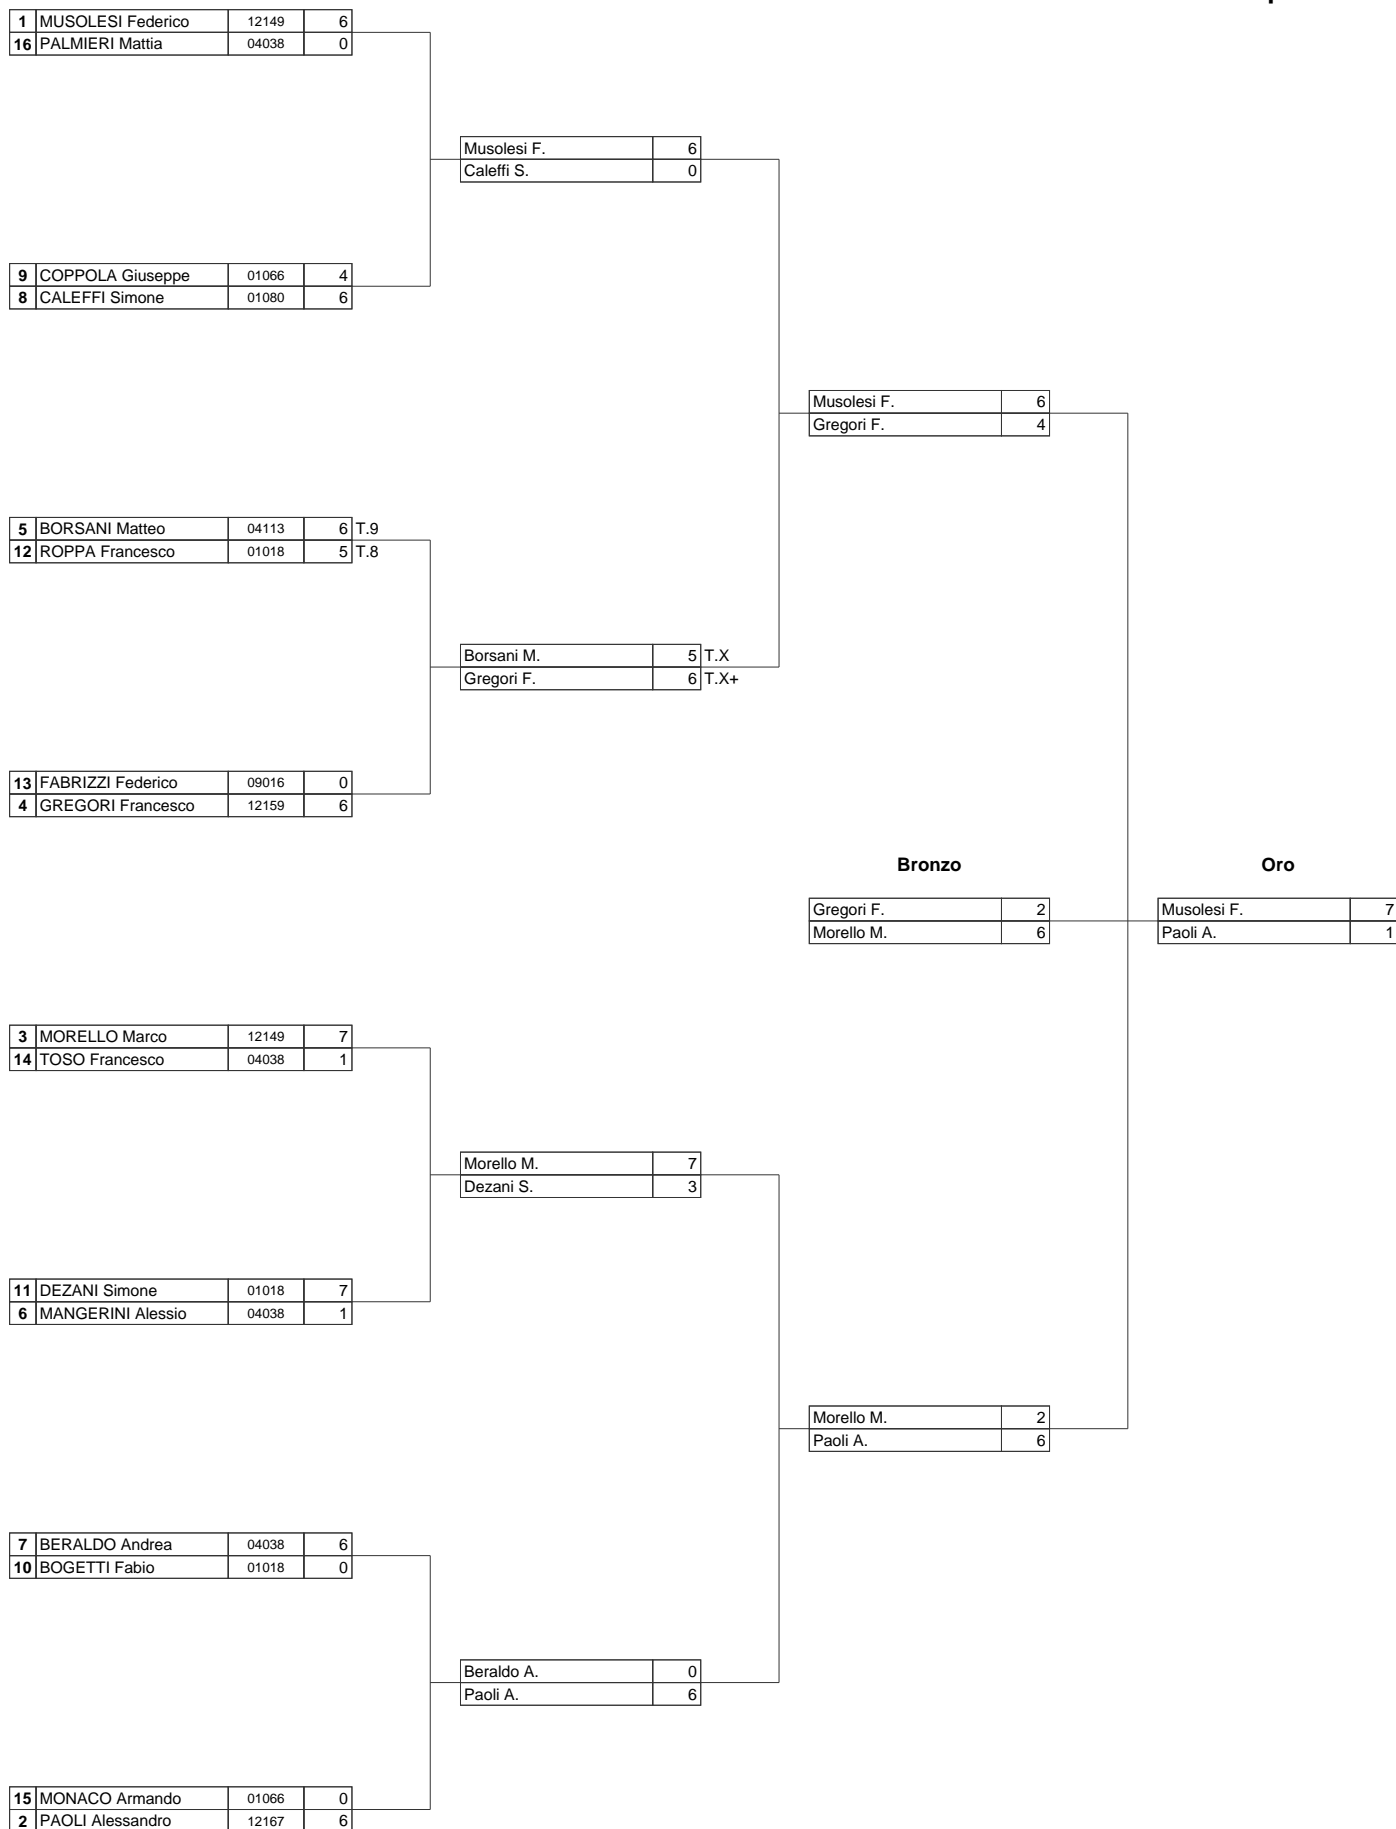 1 MUSOLESI Federico 12149 6
16 PALMIERI Mattia 04038 0
Musolesi F. 6
Caleffi S. 0
9 COPPOLA Giuseppe 01066 4
8 CALEFFI Simone 01080 6
Musolesi F. 6
Gregori F. 4
5 BORSANI Matteo 04113 6 T.9
12 ROPPA Francesco 01018 5 T.8
Borsani M. 5 T.X
Gregori F. 6 T.X+
13 FABRIZZI Federico 09016 0
4 GREGORI Francesco 12159 6
Bronzo Oro
Gregori F. 2 Musolesi F. 7
Morello M. 6 Paoli A. 1
3 MORELLO Marco 12149 7
14 TOSO Francesco 04038 1
Morello M. 7
Dezani S. 3
11 DEZANI Simone 01018 7
6 MANGERINI Alessio 04038 1
Morello M. 2
Paoli A. 6
7 BERALDO Andrea 04038 6
10 BOGETTI Fabio 01018 0
Beraldo A. 0
Paoli A. 6
15 MONACO Armando 01066 0
2 PAOLI Alessandro 12167 6